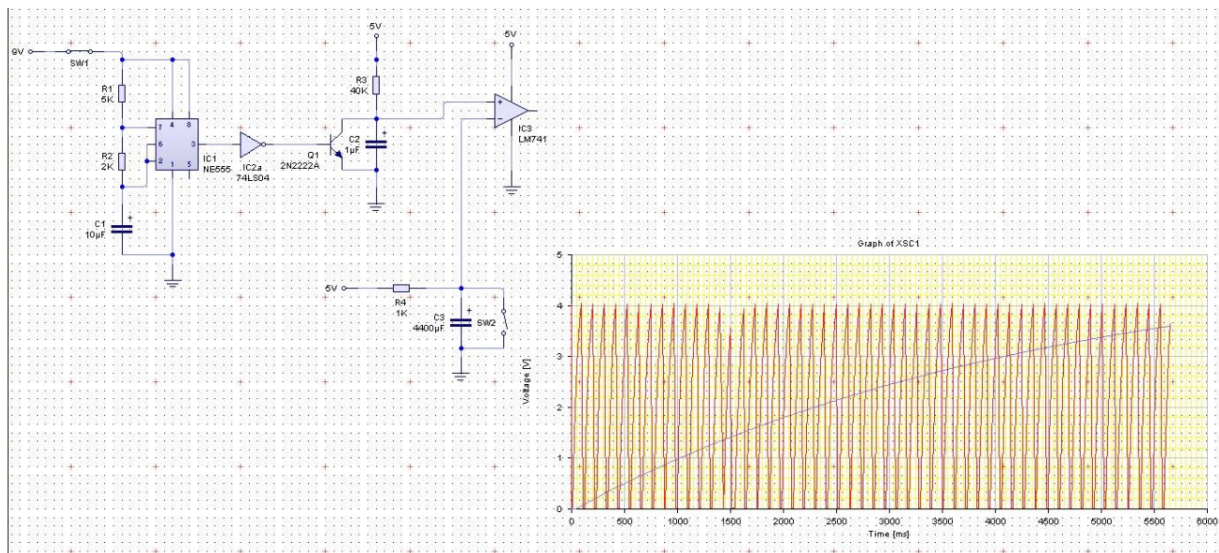 9V
SW1
R1
5K
7
4
8
6
2
3
1
5
IC1
NE555
R2
2K
C1
10µF
+
IC2a
74LS04
Q1
2N2222A
5V
R3
40K
C2
1µF
+
5V
+
−
IC3
LM741
5V
R4
1K
C3
4400µF
+
SW2
Graph of XSC1
Voltage [V]
5
4
3
2
1
0
0 500 1000 1500 2000 2500 3000 3500 4000 4500 5000 5500 6000
Time [ms]